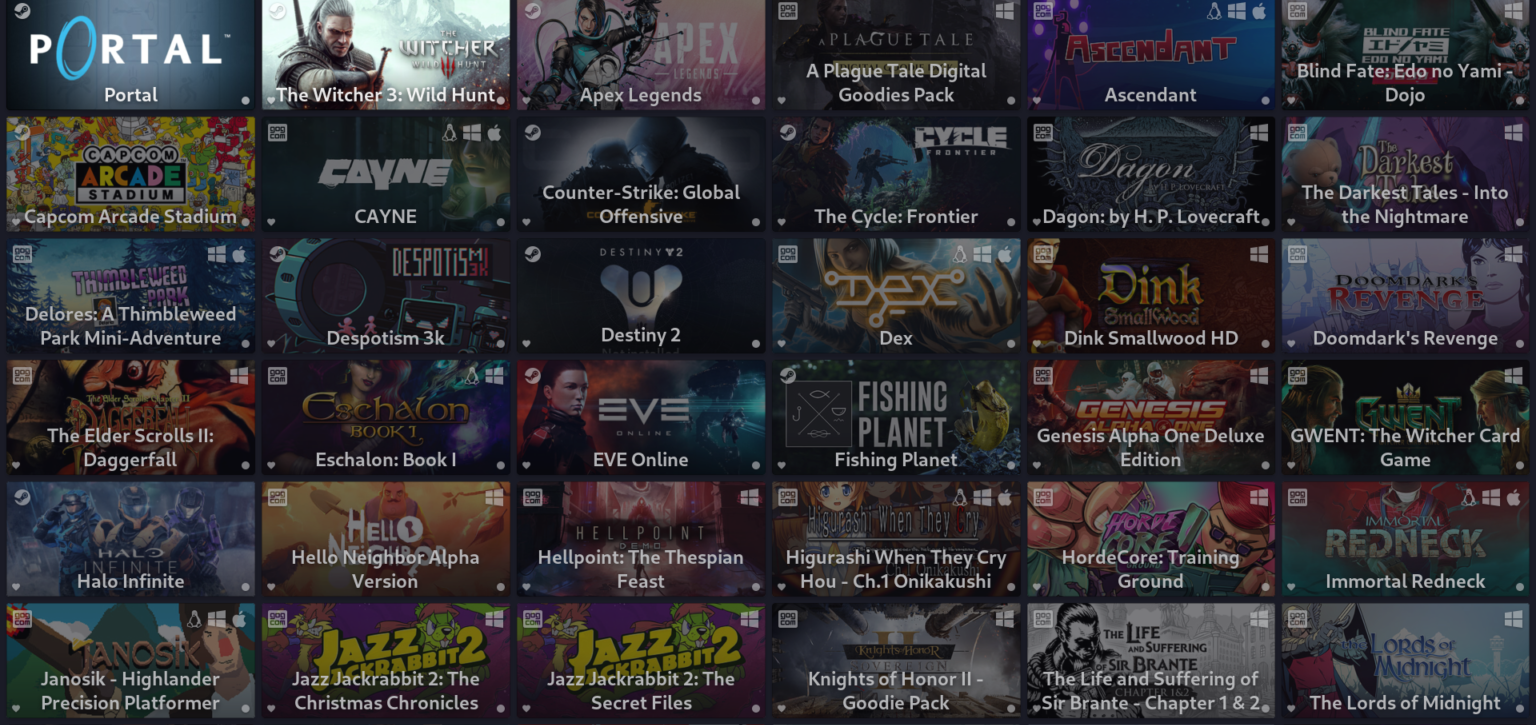 PORTAL™
Portal
THE
WITCHER
WILD HUNT
The Witcher 3: Wild Hunt
APEX
LEGENDS
Apex Legends
A PLAGUE TALE
A Plague Tale Digital
Goodies Pack
ASCENDANT
Ascendant
BLIND FATE
EDO NO YAMI
Blind Fate: Edo no Yami -
Dojo
CAPCOM
ARCADE
STADIUM
Capcom Arcade Stadium
CAYNE
CAYNE
Counter-Strike: Global
Offensive
CYCLE
FRONTIER
The Cycle: Frontier
Dagon
BY H. P. LOVECRAFT
Dagon: by H. P. Lovecraft
The
Darkest
The Darkest Tales - Into
the Nightmare
THIMBLEWEED
PARK
Delores: A Thimbleweed
Park Mini-Adventure
DESPOTISM
3K
Despotism 3k
DESTINY 2
Destiny 2
Not installed
DEX
Dex
Dink
Smallwood
Dink Smallwood HD
DOOMDARK'S
REVENGE
Doomdark's Revenge
The Elder Scrolls Chapter II
DAGGERFALL
The Elder Scrolls II:
Daggerfall
Eschalon
BOOK I
Eschalon: Book I
EVE
ONLINE
EVE Online
FISHING
PLANET
Fishing Planet
GENESIS
ALPHA ONE
Genesis Alpha One Deluxe
Edition
GWENT
GWENT: The Witcher Card
Game
HALO
INFINITE
Halo Infinite
HELLO
NEIGHBOR
Hello Neighbor Alpha
Version
HELLPOINT
DEMO
Hellpoint: The Thespian
Feast
Higurashi When They Cry
Higurashi When They Cry
Hou - Ch.1 Onikakushi
HORDE
CORE
HordeCore: Training
Ground
IMMORTAL
REDNECK
Immortal Redneck
JANOSIK
Janosik - Highlander
Precision Platformer
JAZZ
JACKRABBIT 2
Jazz Jackrabbit 2: The
Christmas Chronicles
JAZZ
JACKRABBIT 2
Jazz Jackrabbit 2: The
Secret Files
II
KNIGHTS OF HONOR
SOVEREIGN
Knights of Honor II -
Goodie Pack
THE LIFE
AND SUFFERING
OF SIR BRANTE
CHAPTER 1&2
The Life and Suffering of
Sir Brante - Chapter 1 & 2
the Lords of
Midnight
The Lords of Midnight